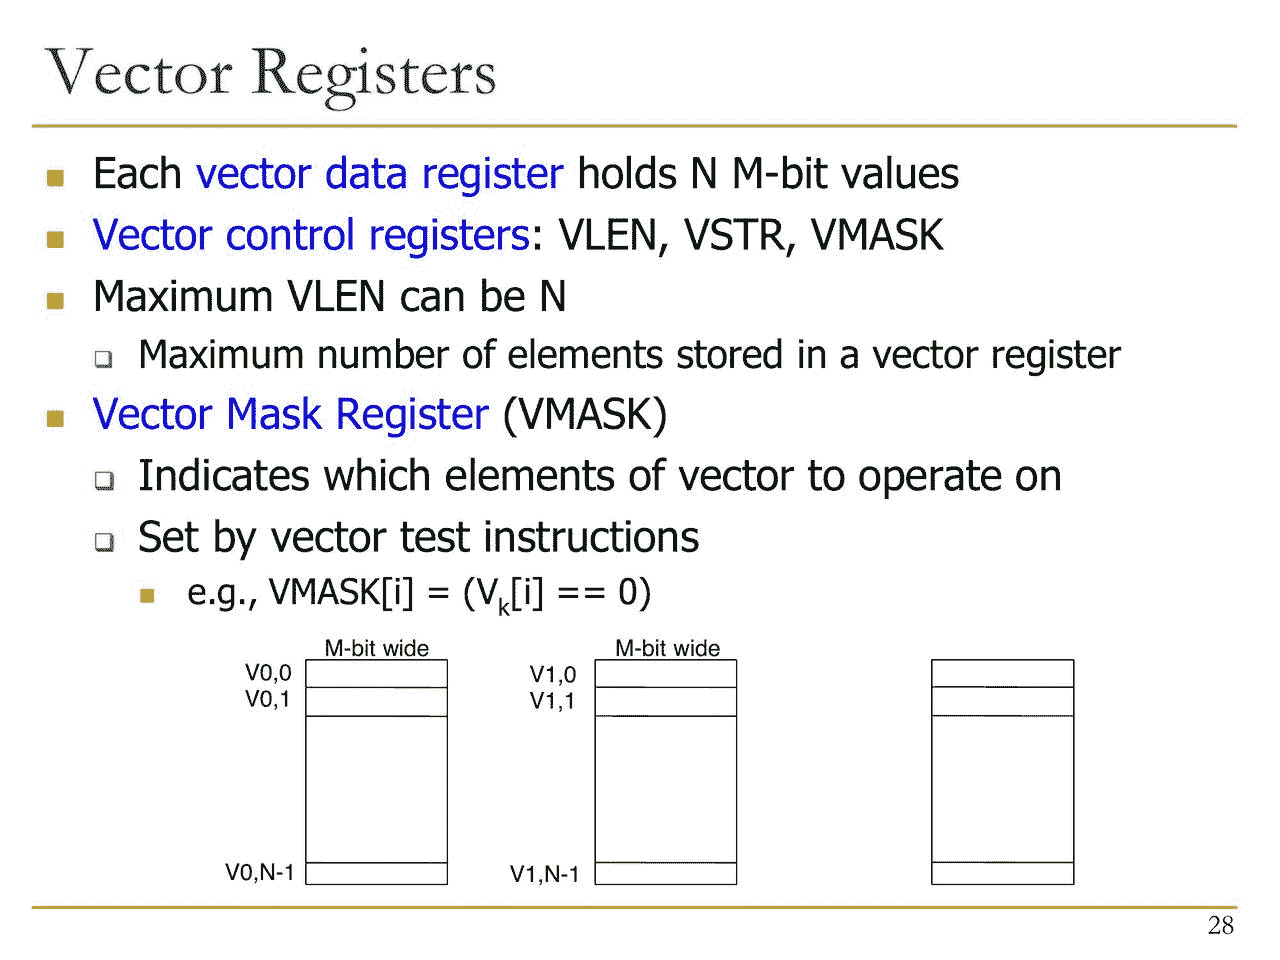 Vector Registers
Each vector data register holds N M-bit values
Vector control registers: VLEN, VSTR, VMASK
Maximum VLEN can be N
Maximum number of elements stored in a vector register
Vector Mask Register (VMASK)
Indicates which elements of vector to operate on
Set by vector test instructions
e.g., VMASK[i] = (Vk[i] == 0)
M-bit wide
M-bit wide
V0,0
V1,0
V0,1
V1,1
V0,N-1
V1,N-1
28